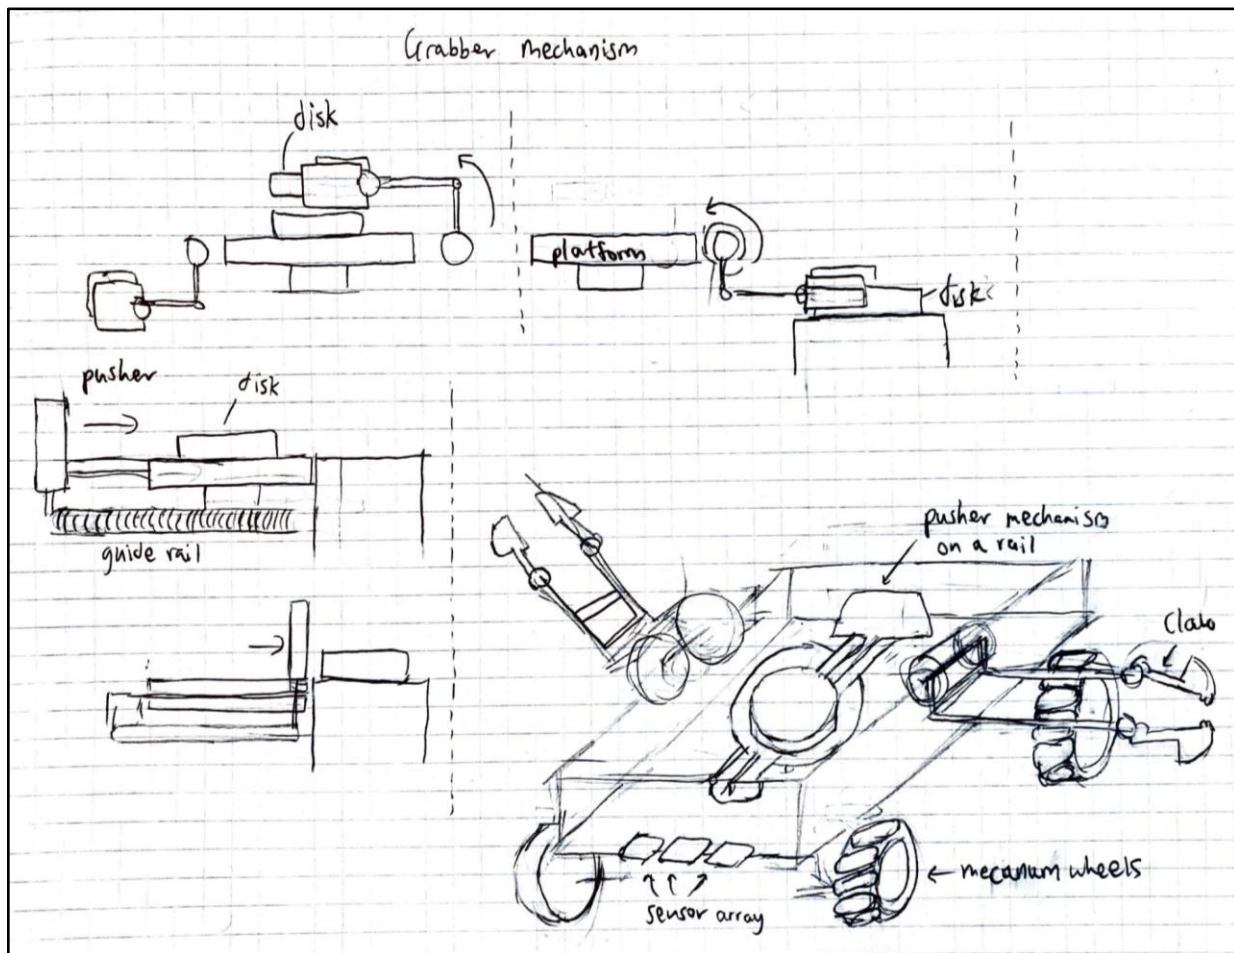 Grabber mechanism
disk
platform
disk
pusher
disk
guide rail
pusher mechanism
on a rail
Claw
mecanum wheels
sensor array